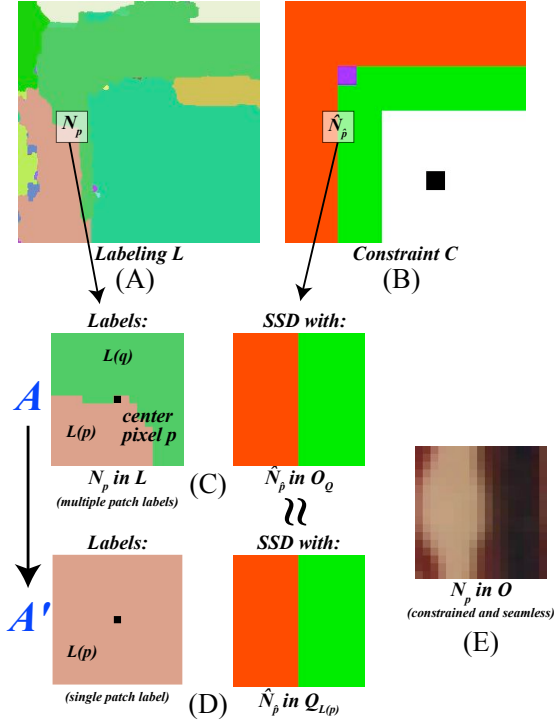 N_p
N̂_p̂
Labeling L
Constraint C
(A)
(B)
Labels:
SSD with:
L(q)
A
L(p)
center
pixel p
N_p in L
(multiple patch labels)
(C)
N̂_p̂ in O_Q
≈
Labels:
SSD with:
A'
L(p)
(single patch label)
(D)
N̂_p̂ in Q_L(p)
N_p in O
(constrained and seamless)
(E)